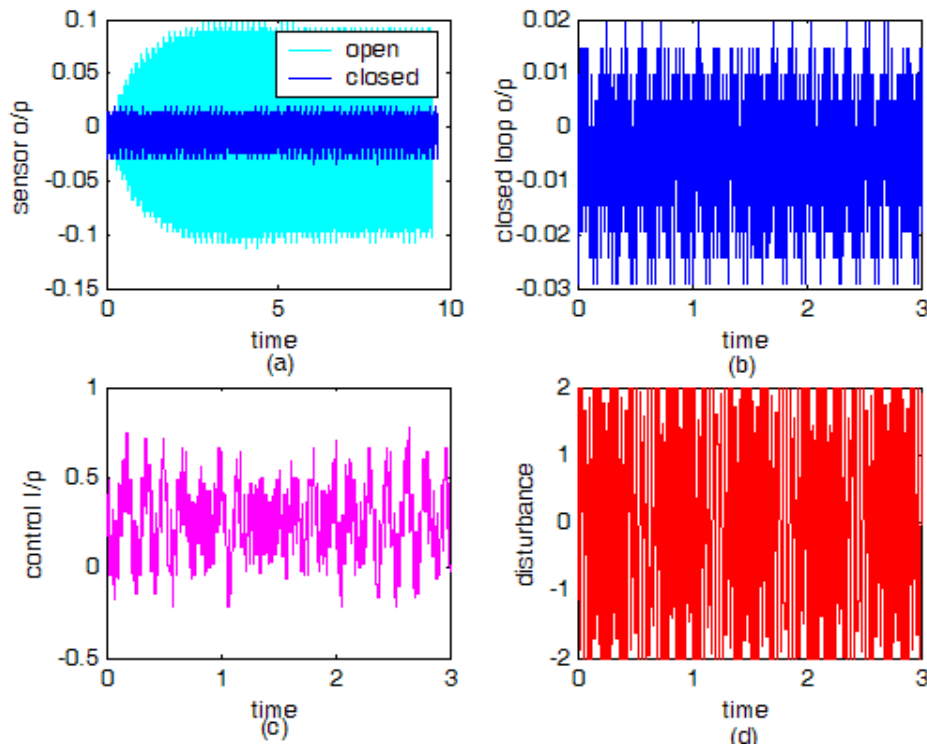 0.1
0.05
0
-0.05
-0.1
-0.15
sensor o/p
open
closed
0 5 10
time
(a)
0.02
0.01
0
-0.01
-0.02
-0.03
closed loop o/p
0 1 2 3
time
(b)
1
0.5
0
-0.5
control I/p
0 1 2 3
time
(c)
2
1
0
-1
-2
disturbance
0 1 2 3
time
(d)